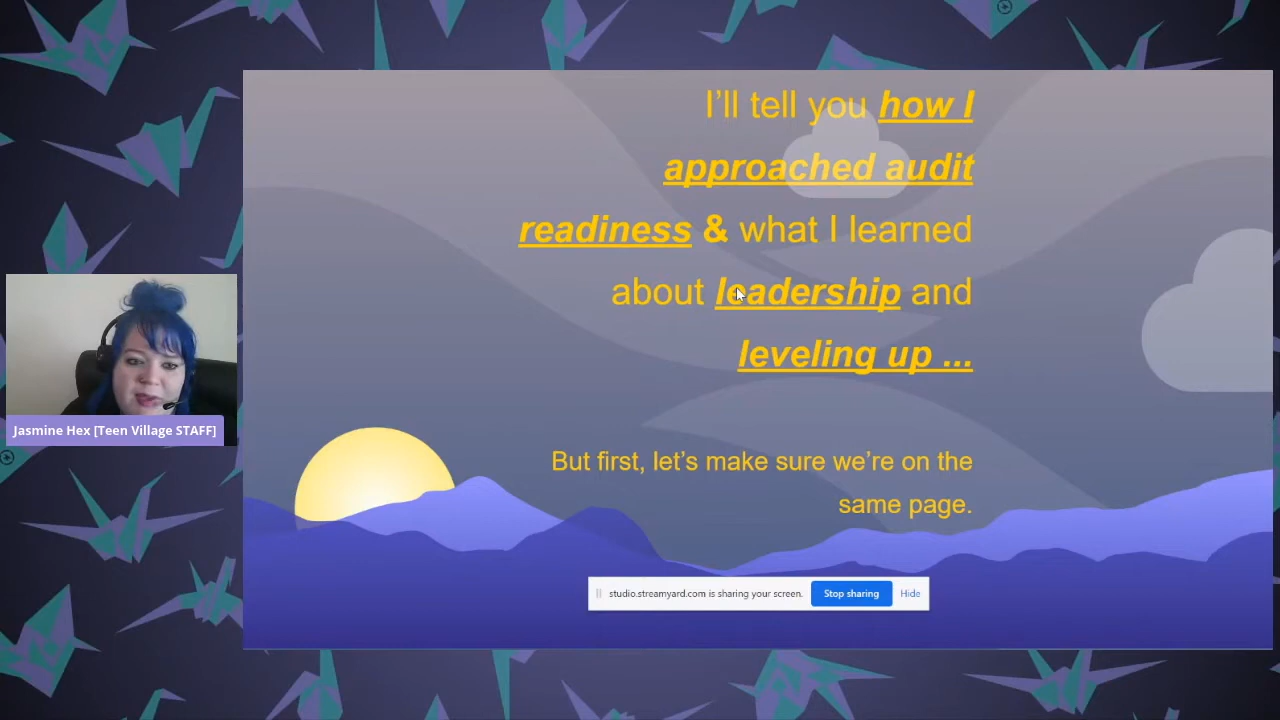 I’ll tell you how I
approached audit
readiness & what I learned
about leadership and
leveling up ...
But first, let’s make sure we’re on the
same page.
Jasmine Hex [Teen Village STAFF]
studio.streamyard.com is sharing your screen.
Stop sharing
Hide